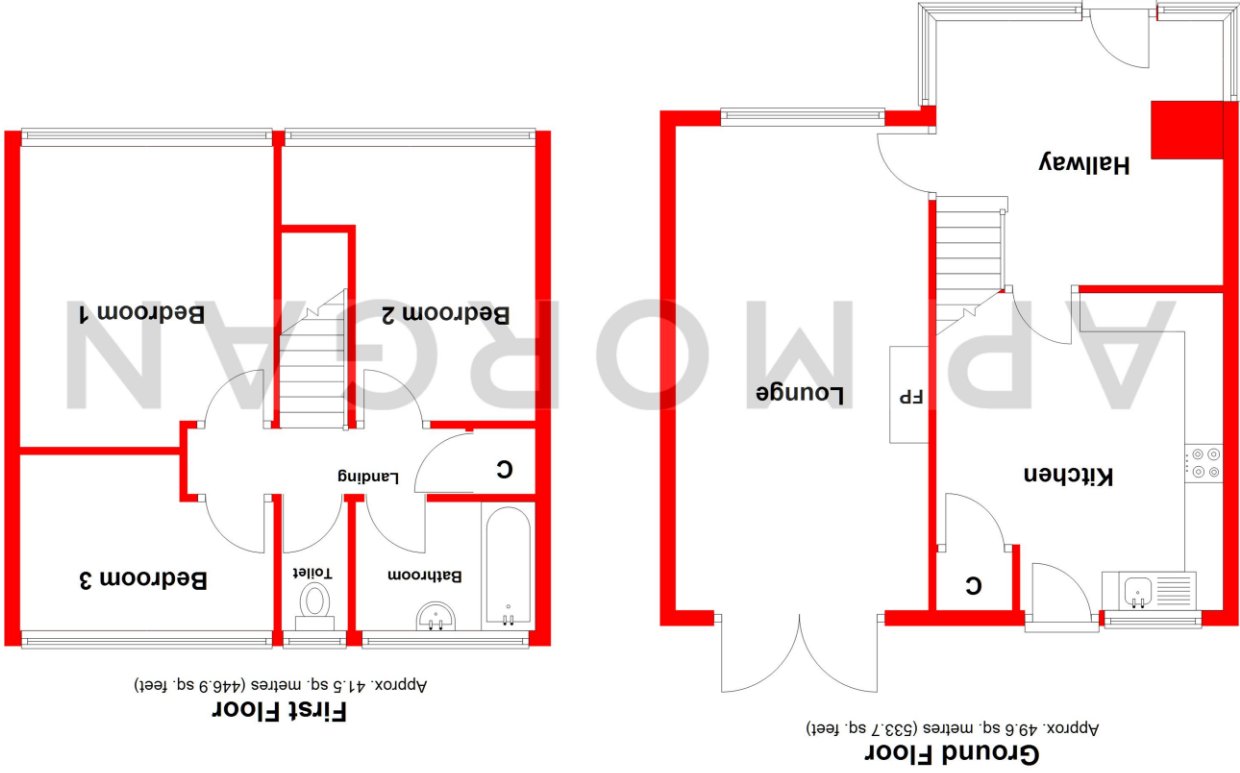 Ground Floor
Approx. 49.6 sq. metres (533.7 sq. feet)
C
Kitchen
FP
Lounge
Hallway
First Floor
Approx. 41.5 sq. metres (446.9 sq. feet)
Bedroom 3
Toilet
Bathroom
Landing
C
Bedroom 1
Bedroom 2
AP MORGAN